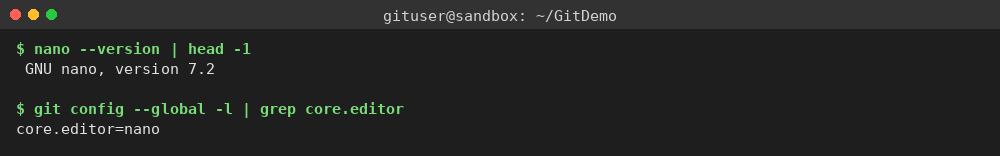 gituser@sandbox: ~/GitDemo
$ nano --version | head -1
 GNU nano, version 7.2
$ git config --global -l | grep core.editor
core.editor=nano